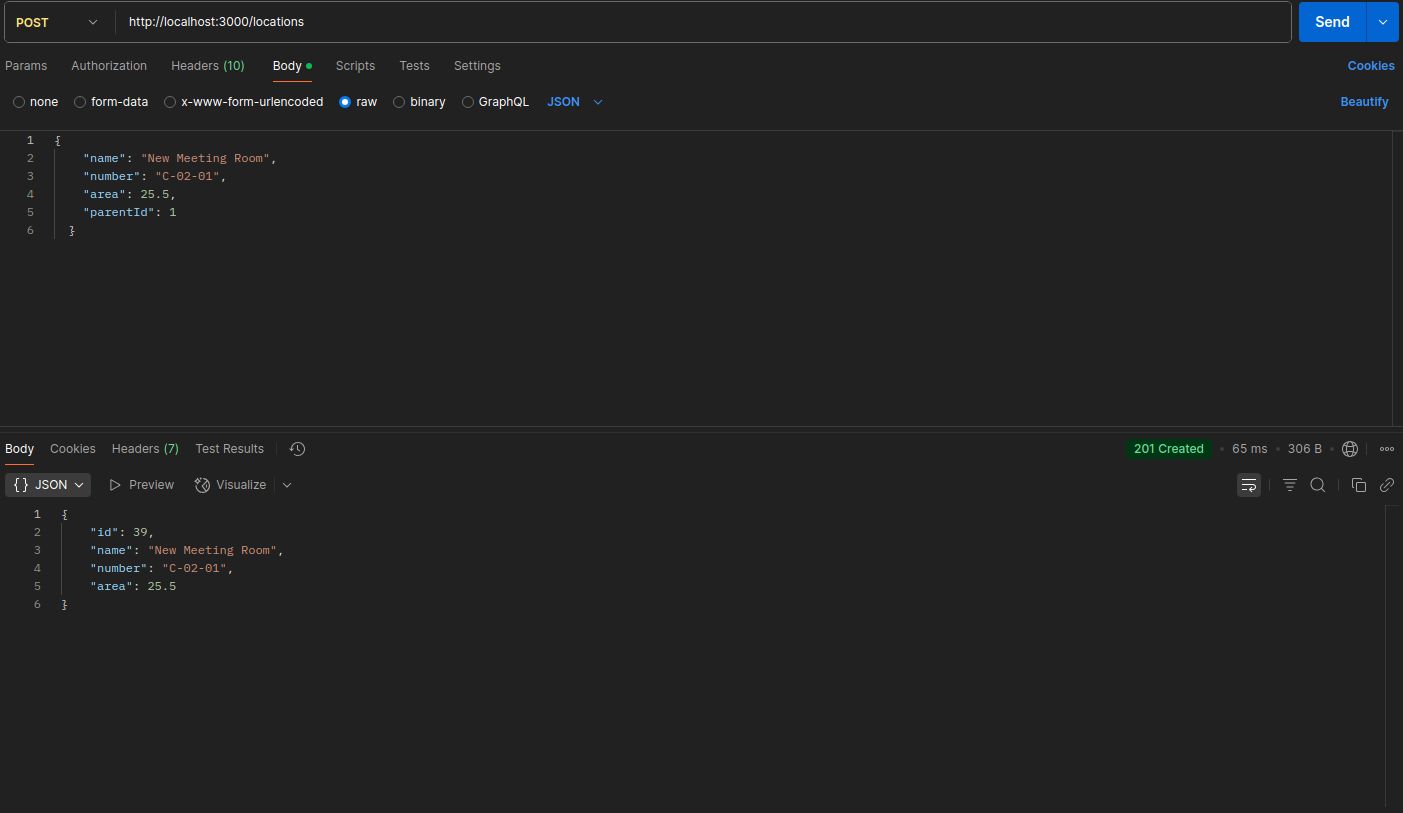 POST http://localhost:3000/locations Send
Params Authorization Headers (10) Body Scripts Tests Settings Cookies
none form-data x-www-form-urlencoded raw binary GraphQL JSON Beautify
1 {
2 "name": "New Meeting Room",
3 "number": "C-02-01",
4 "area": 25.5,
5 "parentId": 1
6 }
Body Cookies Headers (7) Test Results 201 Created • 65 ms • 306 B •
{} JSON Preview Visualize
1 {
2 "id": 39,
3 "name": "New Meeting Room",
4 "number": "C-02-01",
5 "area": 25.5
6 }